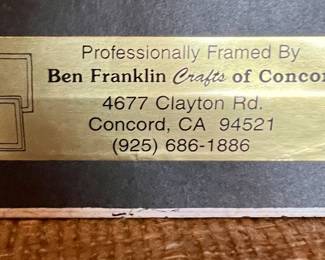 Professionally Framed By
Ben Franklin Crafts of Concor
4677 Clayton Rd.
Concord, CA 94521
(925) 686-1886